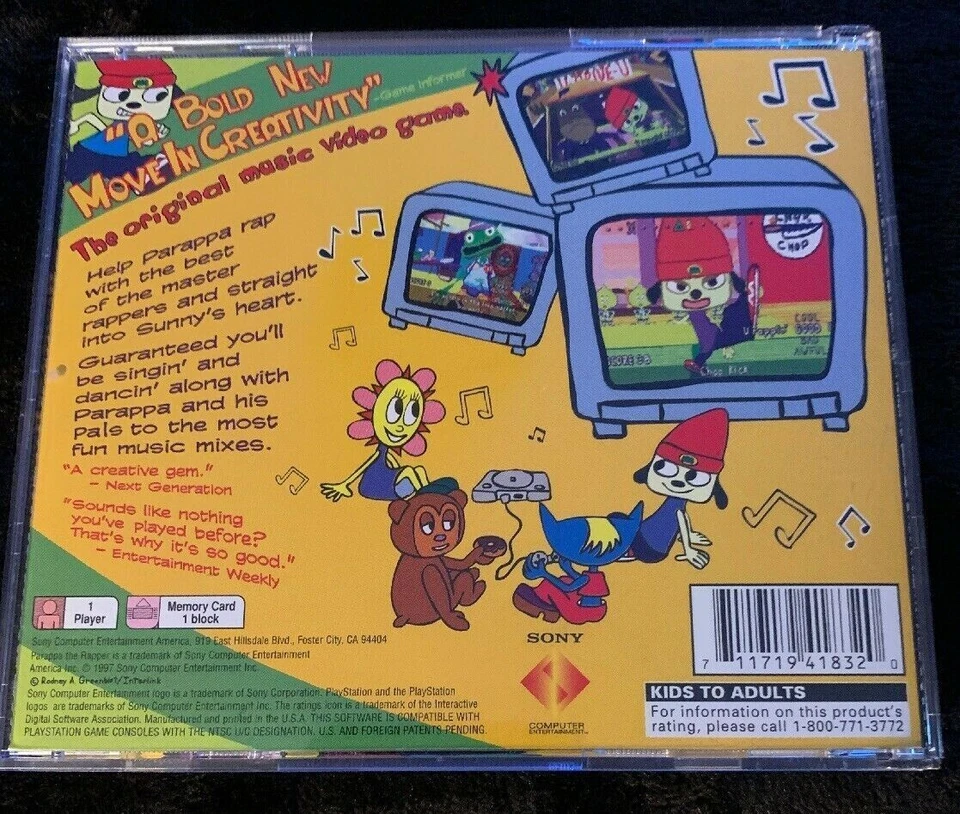 "A BOLD NEW
MOVE IN CREATIVITY"
-Game Informer
The original music video game
Help Parappa rap
with the best
of the master
rappers and straight
into Sunny's heart.
Guaranteed you'll
be singin' and
dancin' along with
Parappa and his
pals to the most
fun music mixes.
"A creative gem."
- Next Generation
"Sounds like nothing
you've played before?
That's why it's so good."
- Entertainment Weekly
CHOP
U rappin'
COOL
GOOD
BAD
AWFUL
Chop Kick
1
Player
Memory Card
1 block
Sony Computer Entertainment America, 919 East Hillsdale Blvd., Foster City, CA 94404
Parappa the Rapper is a trademark of Sony Computer Entertainment
America Inc. © 1997 Sony Computer Entertainment Inc.
© Rodney A. Greenblat/Interlink
Sony Computer Entertainment logo is a trademark of Sony Corporation. PlayStation and the PlayStation
logos are trademarks of Sony Computer Entertainment Inc. The ratings icon is a trademark of the Interactive
Digital Software Association. Manufactured and printed in the U.S.A. THIS SOFTWARE IS COMPATIBLE WITH
PLAYSTATION GAME CONSOLES WITH THE NTSC U/C DESIGNATION. U.S. AND FOREIGN PATENTS PENDING.
SONY
COMPUTER
ENTERTAINMENT™
7 11719 41832 0
KIDS TO ADULTS
For information on this product's
rating, please call 1-800-771-3772